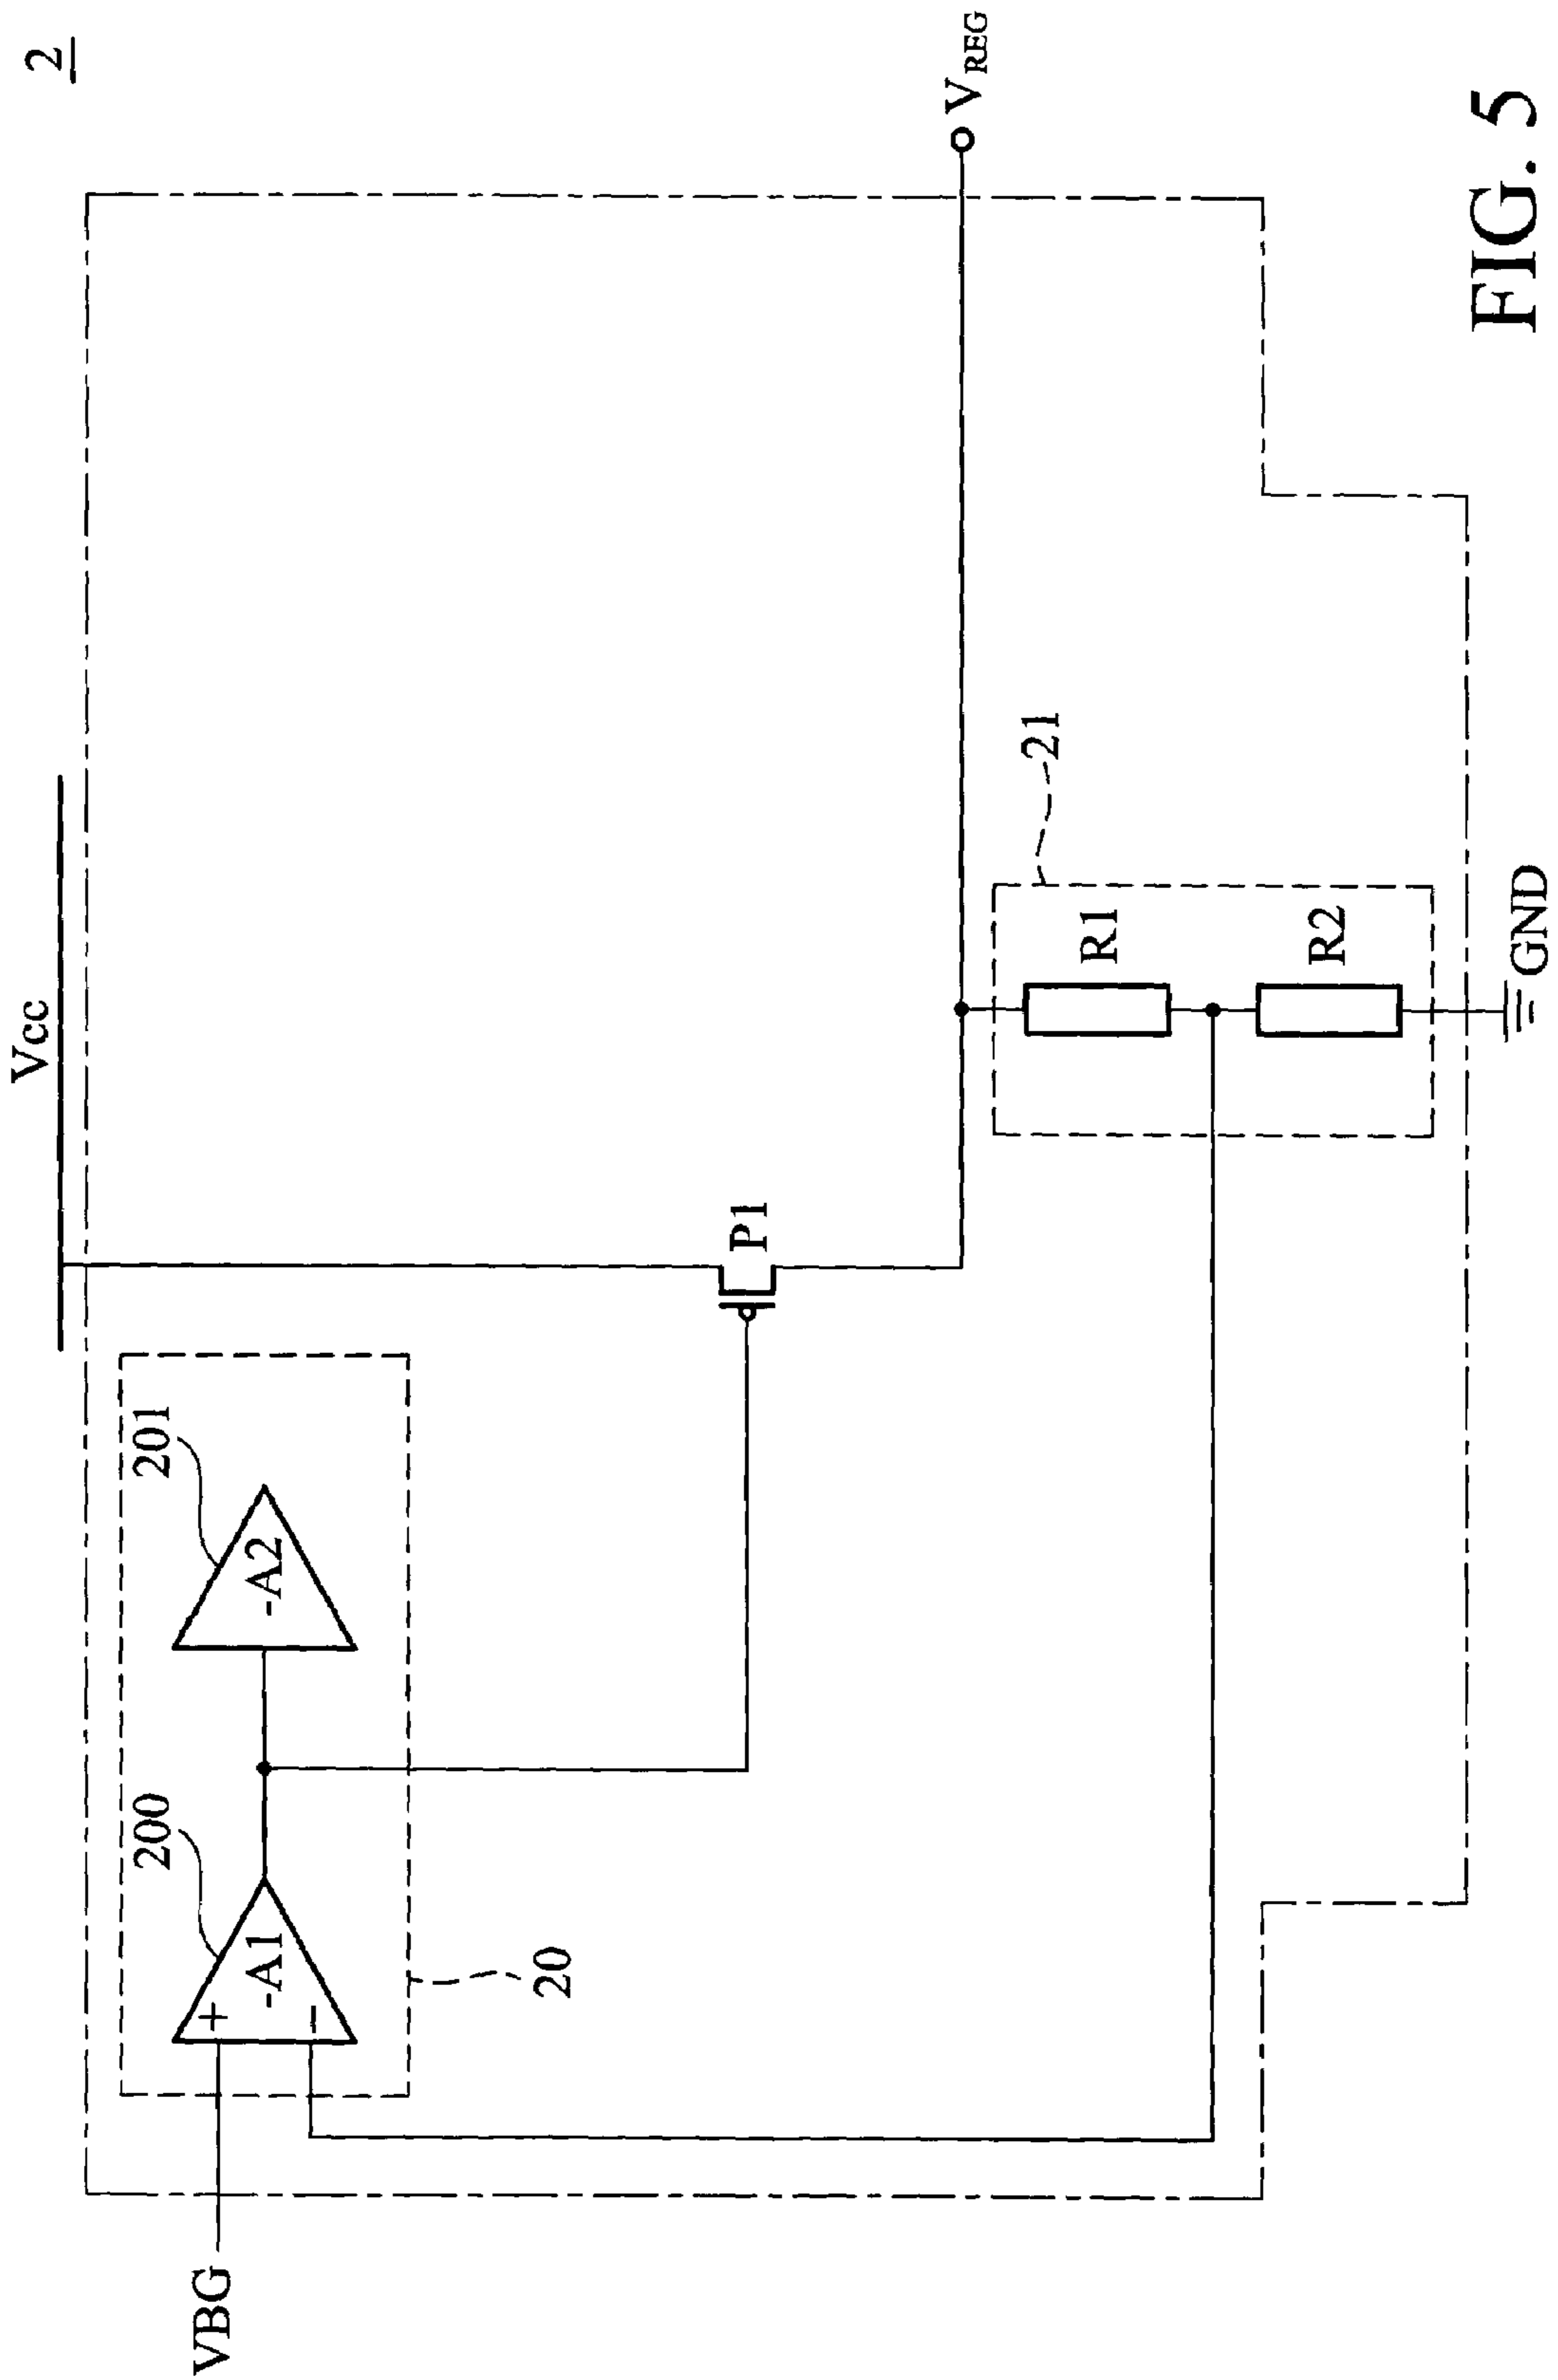 2
Vcc
200
201
VBG
+
-A1
−
-A2
20
P1
VREG
21
R1
R2
GND
FIG. 5